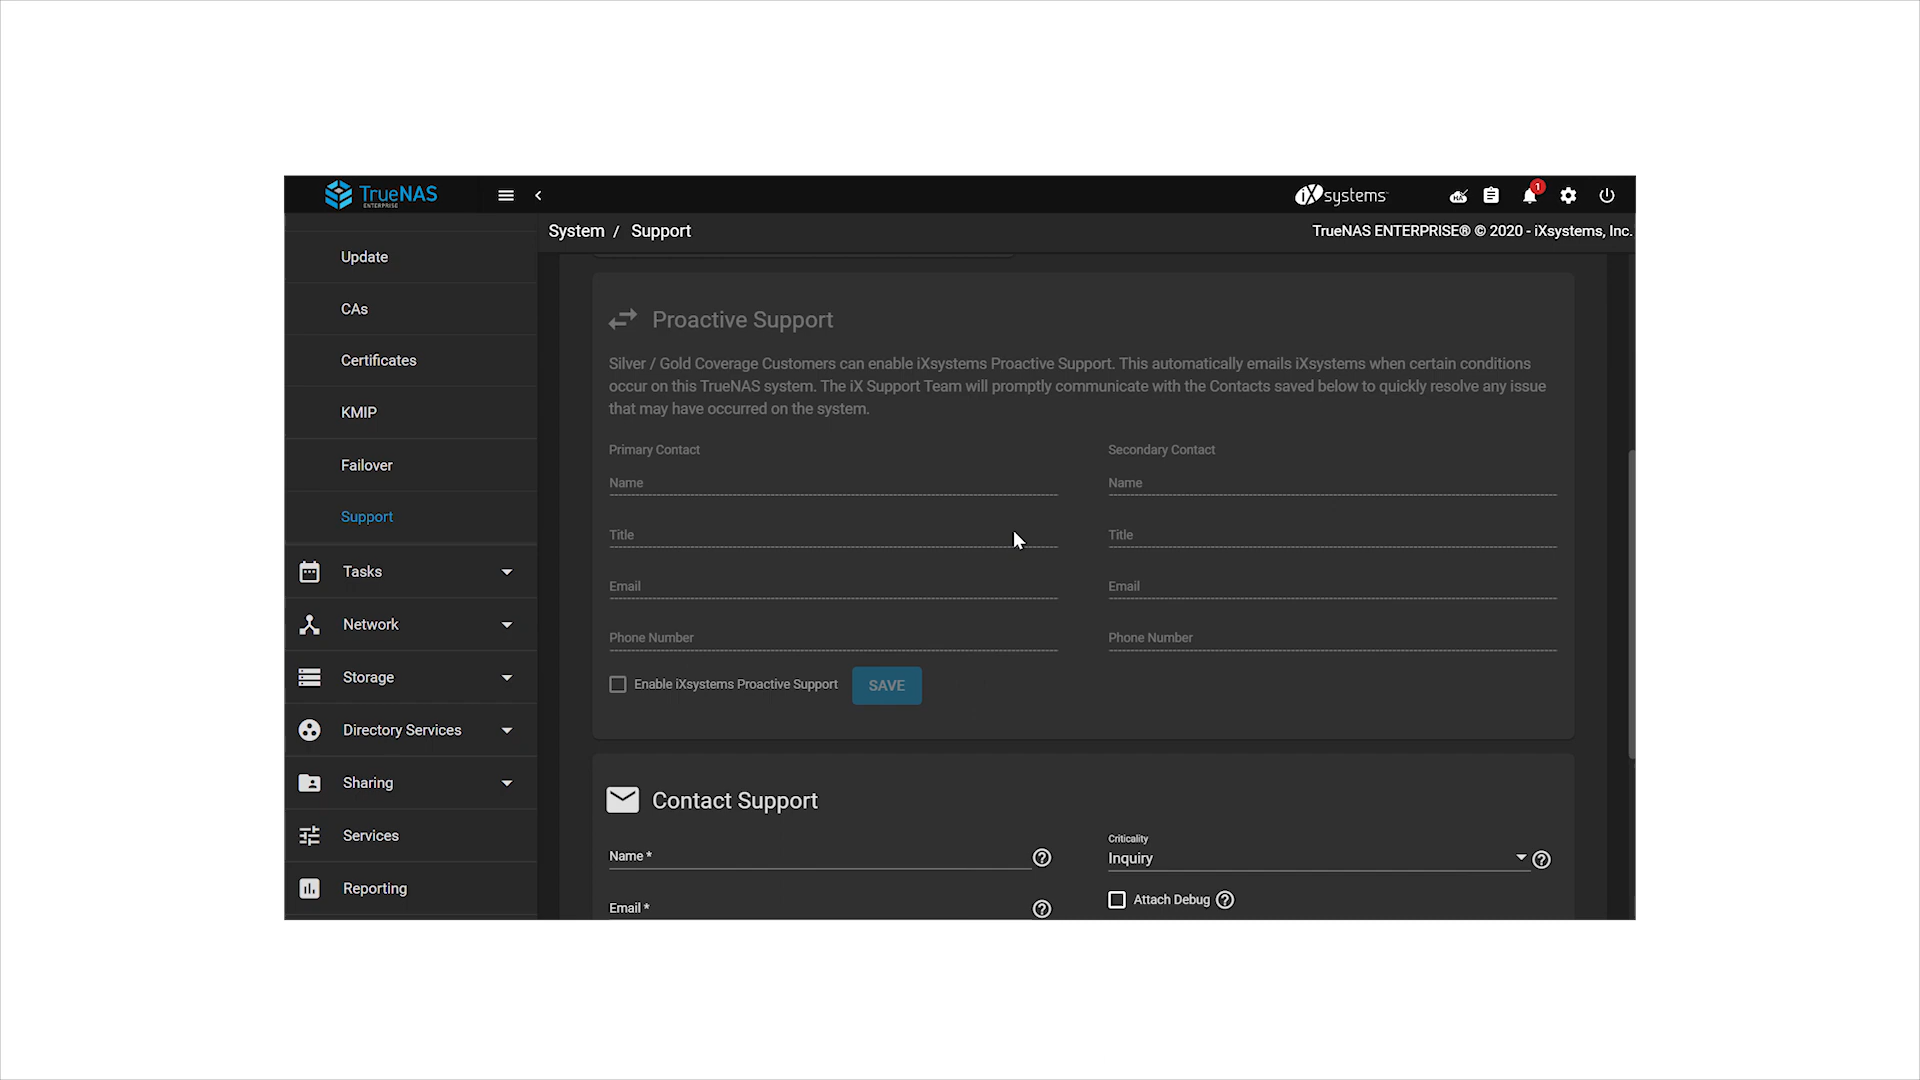 TrueNAS
ENTERPRISE
iXsystems
HA
1
System / Support
TrueNAS ENTERPRISE® © 2020 - iXsystems, Inc.
Update
CAs
Certificates
KMIP
Failover
Support
Tasks
Network
Storage
Directory Services
Sharing
Services
Reporting
Proactive Support
Silver / Gold Coverage Customers can enable iXsystems Proactive Support. This automatically emails iXsystems when certain conditions
occur on this TrueNAS system. The iX Support Team will promptly communicate with the Contacts saved below to quickly resolve any issue
that may have occurred on the system.
Primary Contact
Name
Title
Email
Phone Number
Secondary Contact
Name
Title
Email
Phone Number
Enable iXsystems Proactive Support
SAVE
Contact Support
Name *
Email *
Criticality
Inquiry
Attach Debug